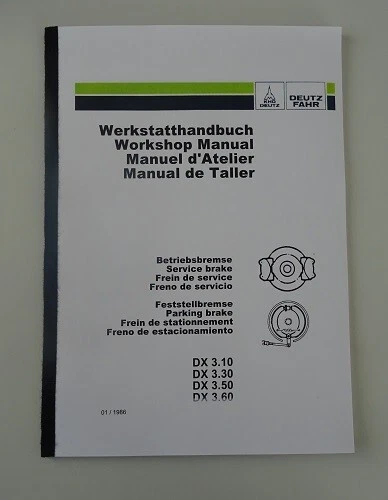 KHD
DEUTZ
DEUTZ
FAHR
Werkstatthandbuch
Workshop Manual
Manuel d'Atelier
Manual de Taller
Betriebsbremse
Service brake
Frein de service
Freno de servicio
Feststellbremse
Parking brake
Frein de stationnement
Freno de estacionamiento
DX 3.10
DX 3.30
DX 3.50
DX 3.60
01 / 1986